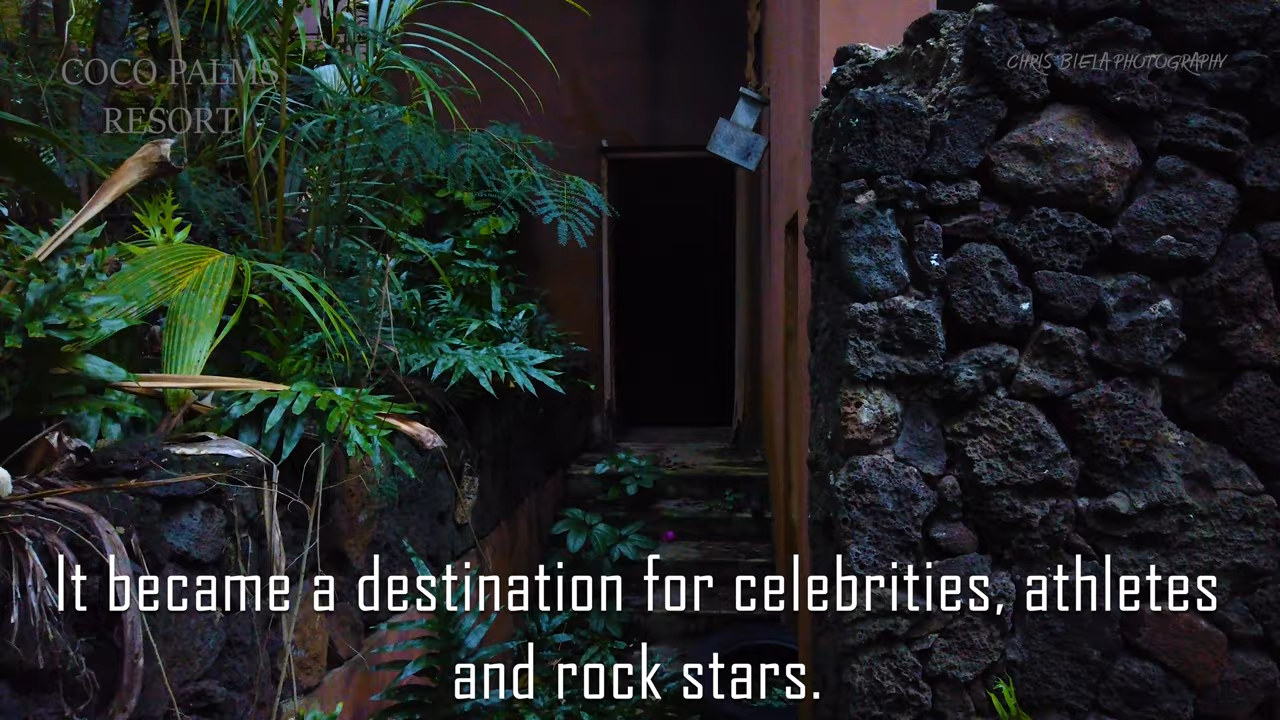 COCO PALMS
RESORT
CHRIS BIELA PHOTOGRAPHY
It became a destination for celebrities, athletes
and rock stars.